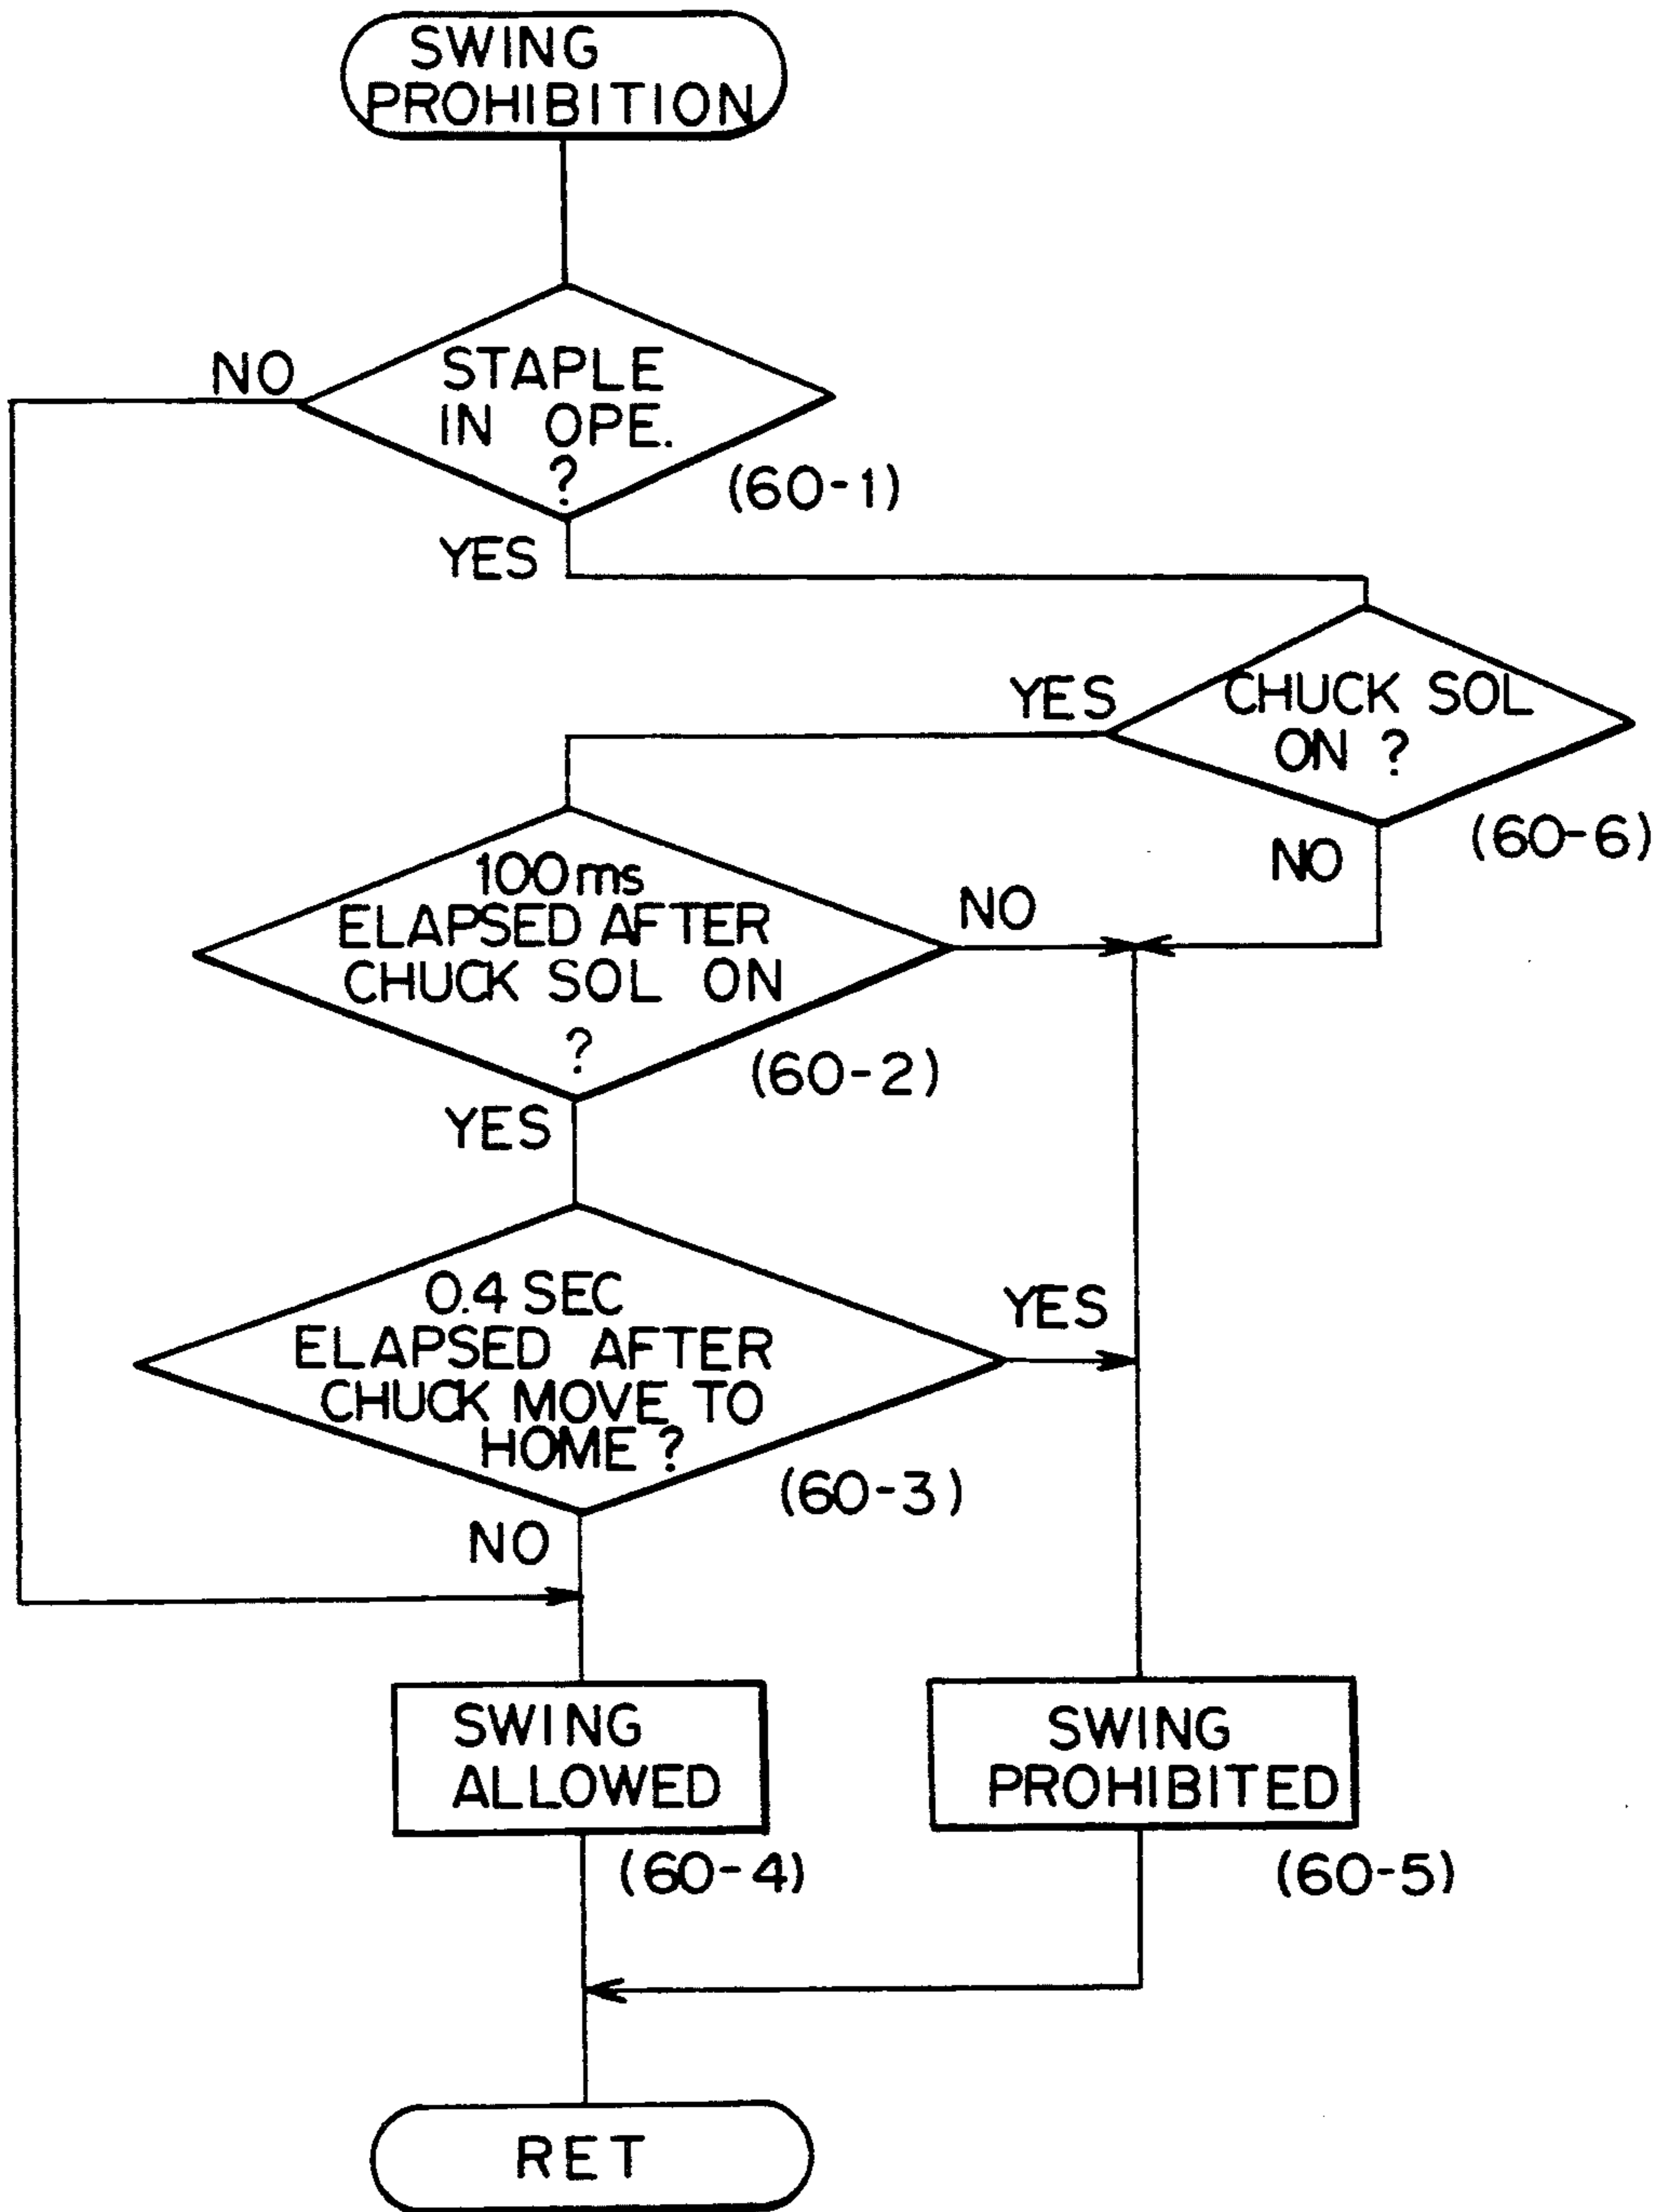 SWING
PROHIBITION
NO
STAPLE
IN OPE.
?
(60-1)
YES
YES
CHUCK SOL
ON ?
(60-6)
NO
100ms
ELAPSED AFTER
CHUCK SOL ON
?
NO
(60-2)
YES
0.4 SEC
ELAPSED AFTER
CHUCK MOVE TO
HOME ?
YES
(60-3)
NO
SWING
ALLOWED
(60-4)
SWING
PROHIBITED
(60-5)
RET